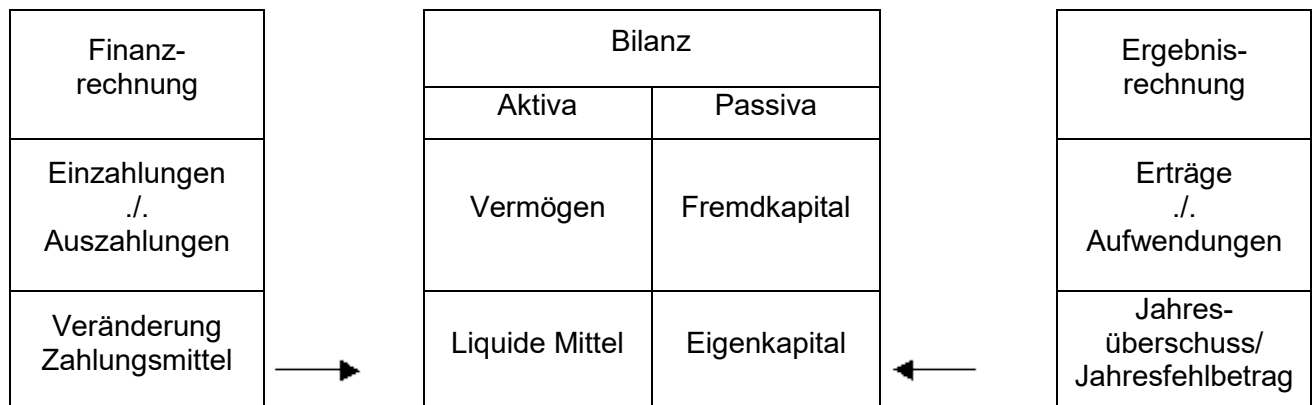 Finanz-
rechnung
Einzahlungen
./.
Auszahlungen
Veränderung
Zahlungsmittel
Bilanz
Aktiva
Passiva
Vermögen
Fremdkapital
Liquide Mittel
Eigenkapital
Ergebnis-
rechnung
Erträge
./.
Aufwendungen
Jahres-
überschuss/
Jahresfehlbetrag